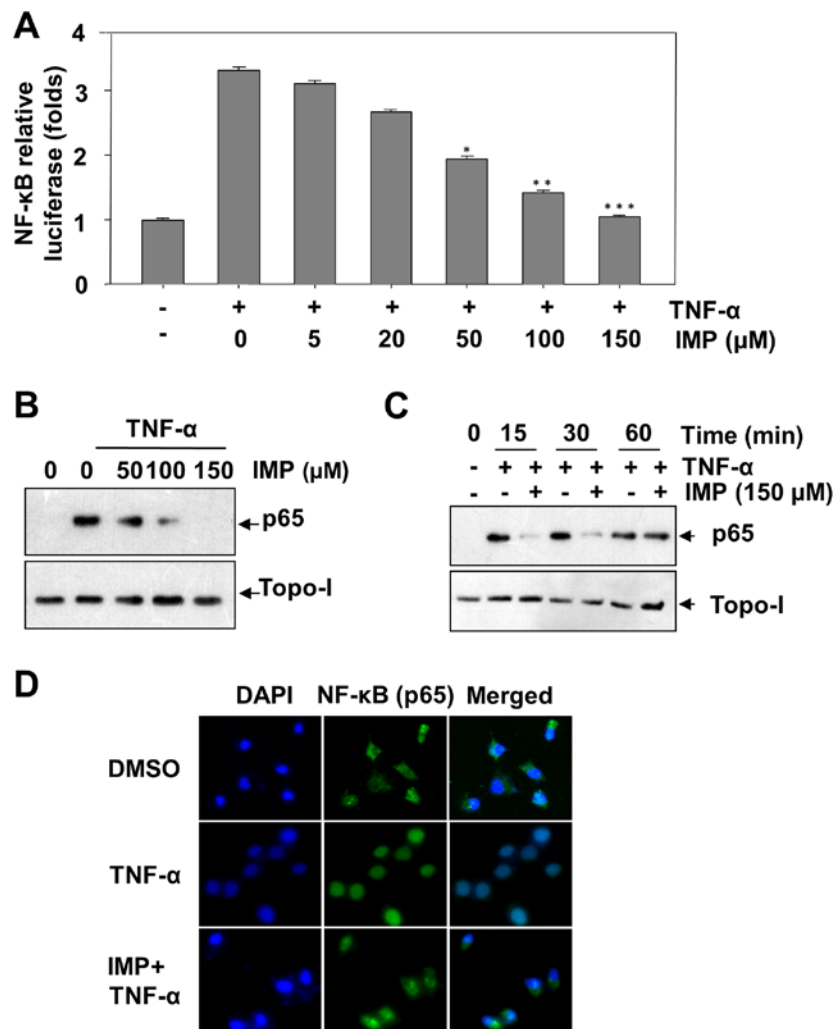 A
NF-κB relative
luciferase (folds)
4
3
2
1
0
*
* *
* * *
- + + + + + + TNF-α
- 0 5 20 50 100 150 IMP (µM)
B
TNF-α
0 0 50 100 150 IMP (µM)
p65
Topo-I
C
0 15 30 60 Time (min)
- + + + + + + TNF-α
- - + - + - + IMP (150 µM)
p65
Topo-I
D
DAPI NF-κB (p65) Merged
DMSO
TNF-α
IMP+
TNF-α